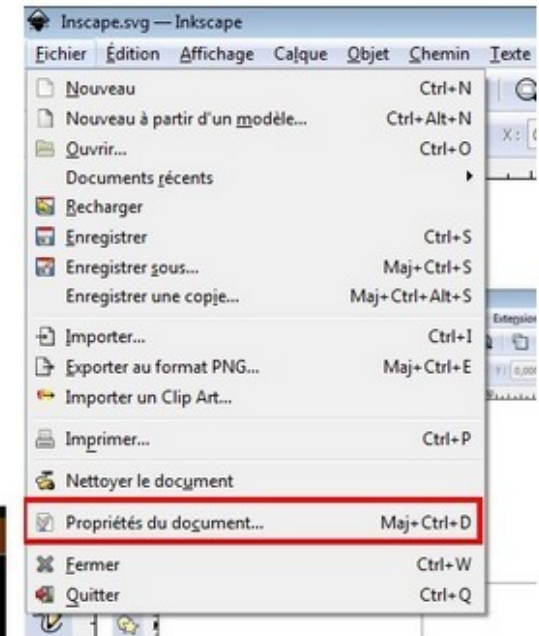 Inscape.svg — Inkscape
Fichier Édition Affichage Calque Objet Chemin Texte
Nouveau Ctrl+N
Nouveau à partir d'un modèle... Ctrl+Alt+N
X:
Ouvrir... Ctrl+O
Documents récents
Recharger
Enregistrer Ctrl+S
Enregistrer sous... Maj+Ctrl+S
Enregistrer une copie... Maj+Ctrl+Alt+S
Extension
Importer... Ctrl+I
Exporter au format PNG... Maj+Ctrl+E
Y: 0,00
Importer un Clip Art...
Imprimer... Ctrl+P
Nettoyer le document
Propriétés du document... Maj+Ctrl+D
Fermer Ctrl+W
Quitter Ctrl+Q